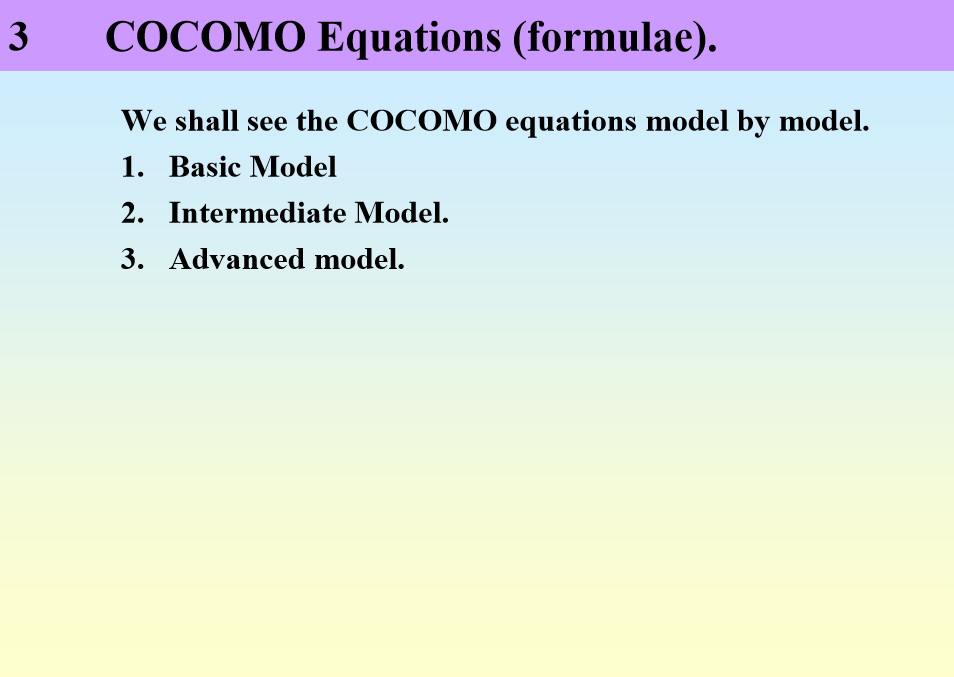 3 COCOMO Equations (formulae).
We shall see the COCOMO equations model by model.
1. Basic Model
2. Intermediate Model.
3. Advanced model.